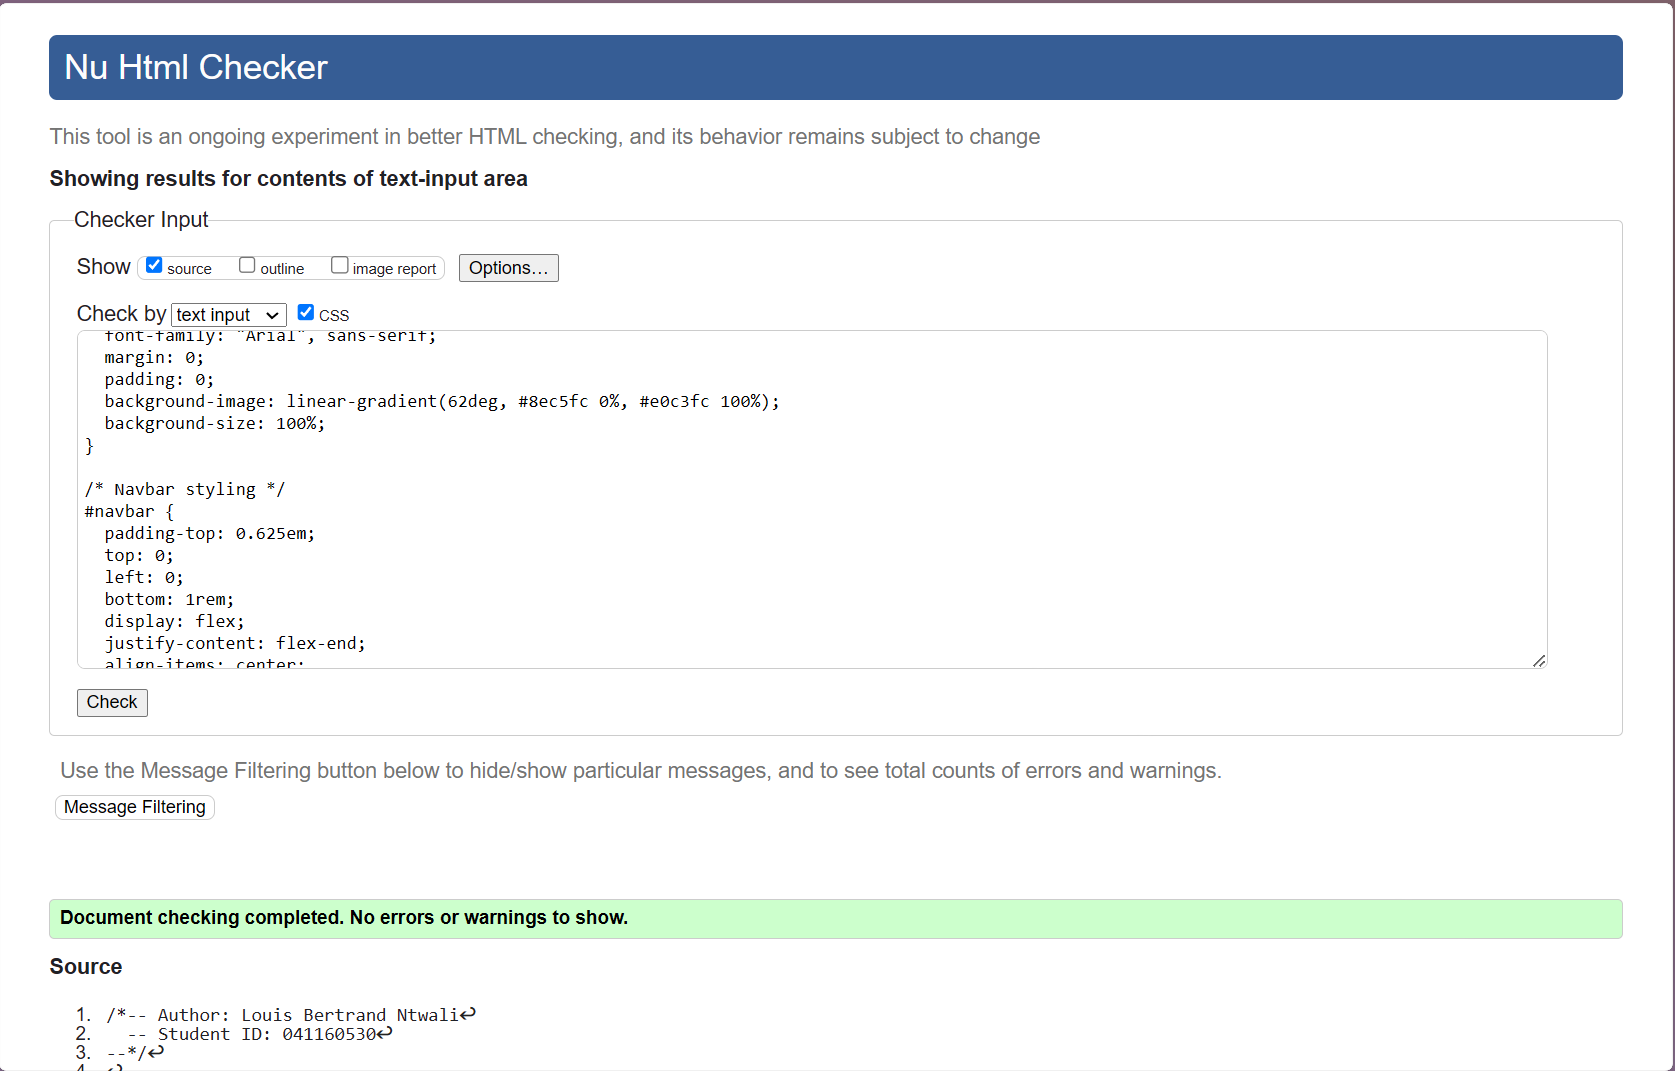 Nu Html Checker
This tool is an ongoing experiment in better HTML checking, and its behavior remains subject to change
Showing results for contents of text-input area
Checker Input
Show source outline image report Options...
Check by text input CSS
font-family: "Arial", sans-serif;
margin: 0;
padding: 0;
background-image: linear-gradient(62deg, #8ec5fc 0%, #e0c3fc 100%);
background-size: 100%;
}
/* Navbar styling */
#navbar {
padding-top: 0.625em;
top: 0;
left: 0;
bottom: 1rem;
display: flex;
justify-content: flex-end;
align-items: center;
Check
Use the Message Filtering button below to hide/show particular messages, and to see total counts of errors and warnings.
Message Filtering
Document checking completed. No errors or warnings to show.
Source
1. /*-- Author: Louis Bertrand Ntwali↩
2. -- Student ID: 041160530↩
3. --*/↩
4. ↩